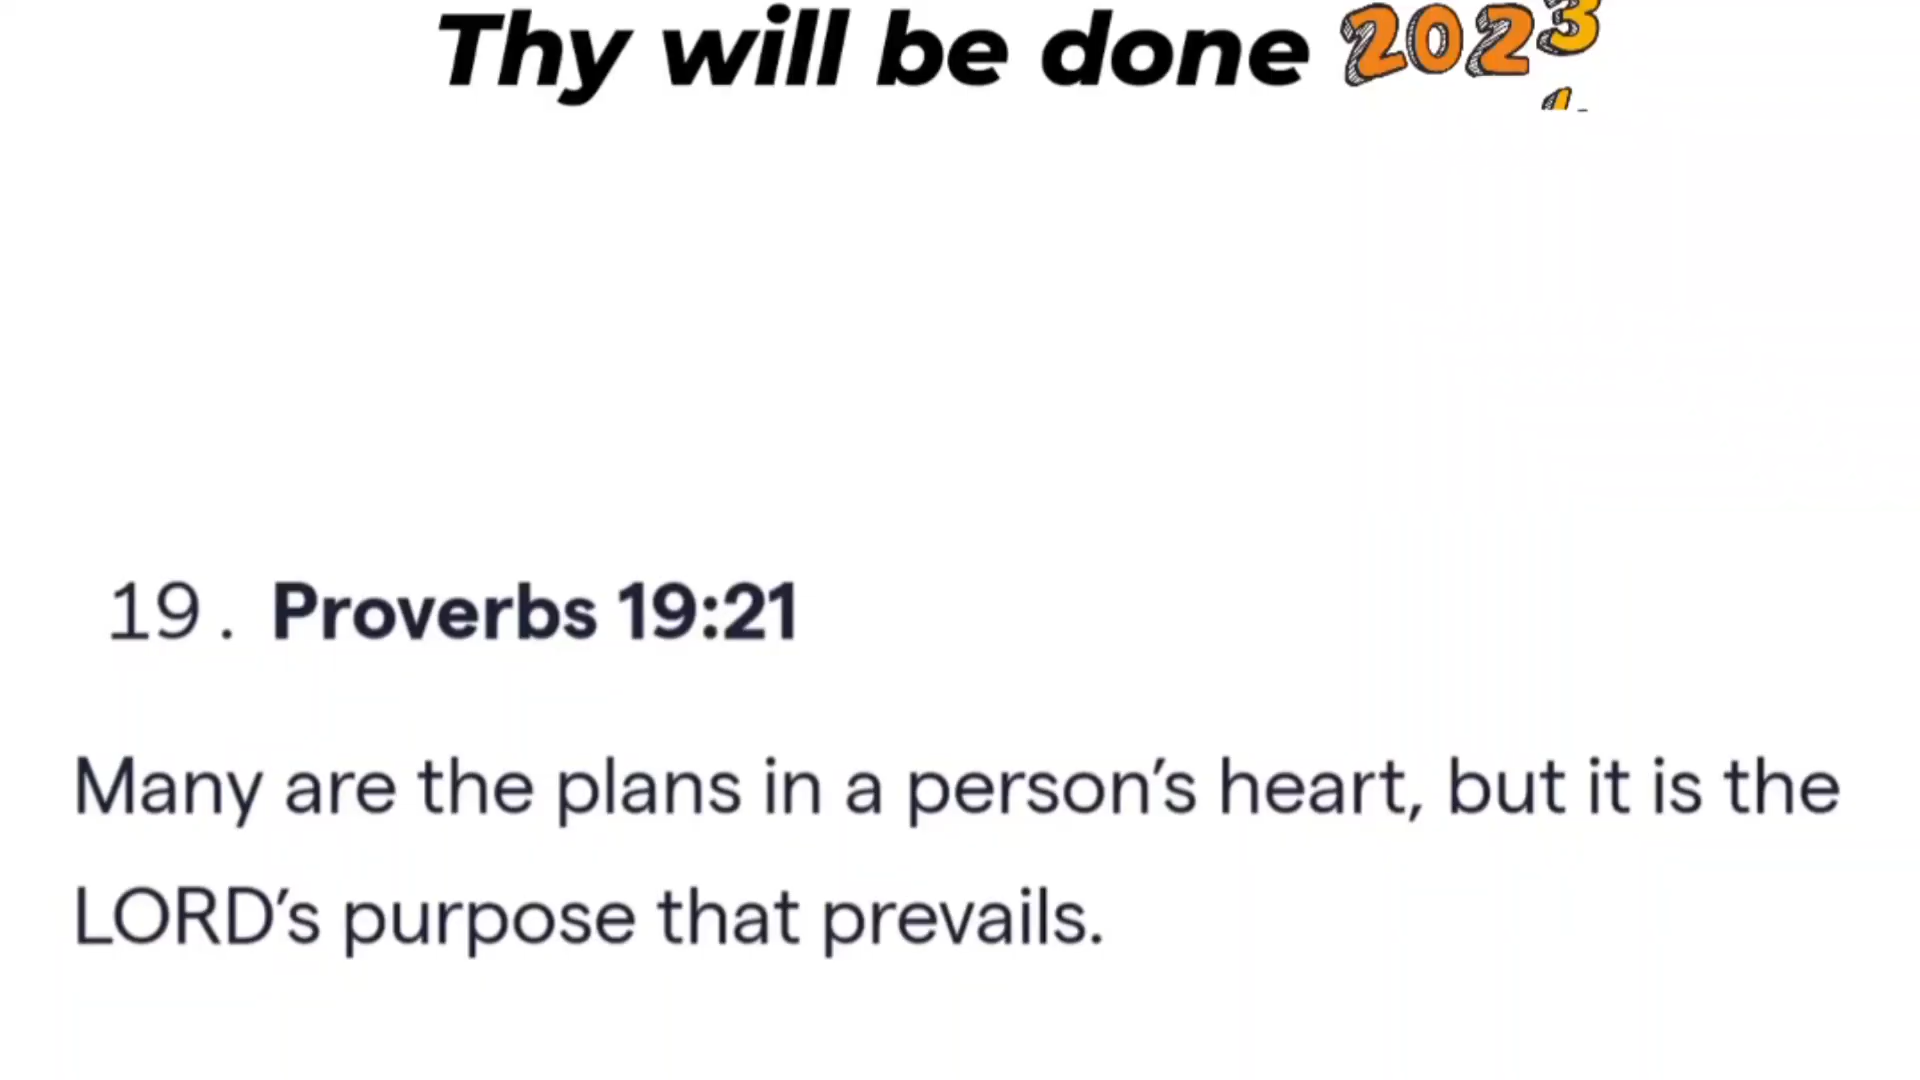 Thy will be done 2023
19. Proverbs 19:21
Many are the plans in a person’s heart, but it is the
LORD’s purpose that prevails.